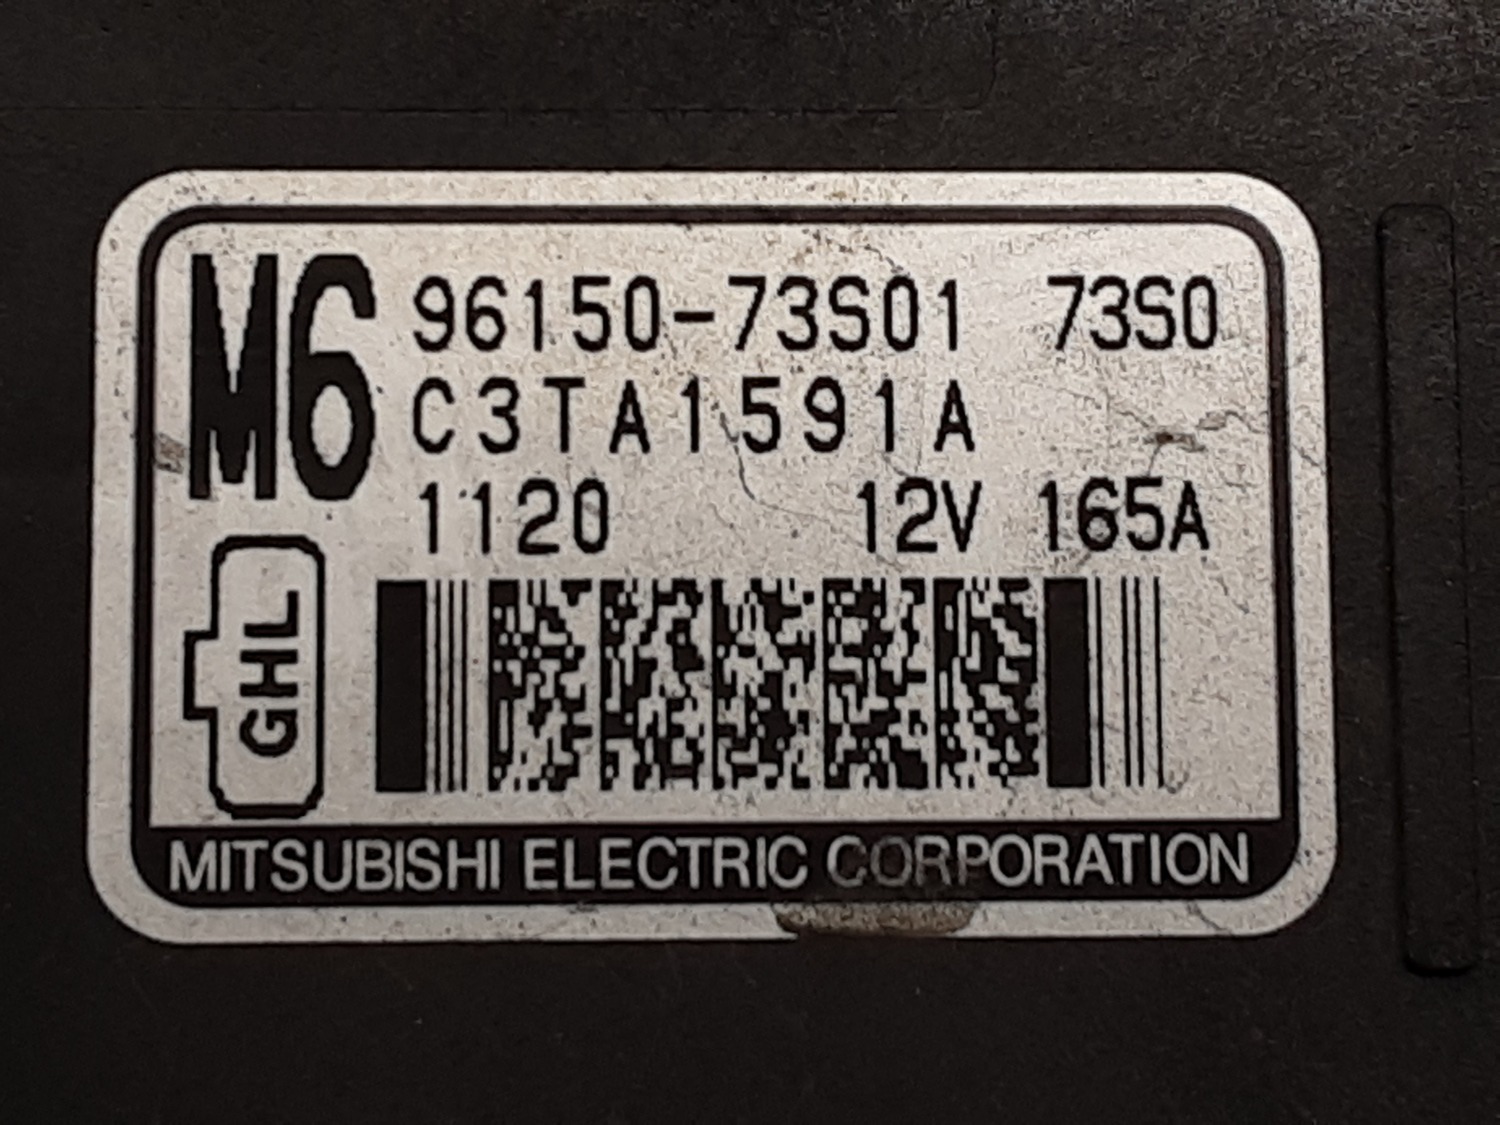 M6
96150-73S01 73S0
C3TA1591A
1120 12V 165A
GHL
MITSUBISHI ELECTRIC CORPORATION